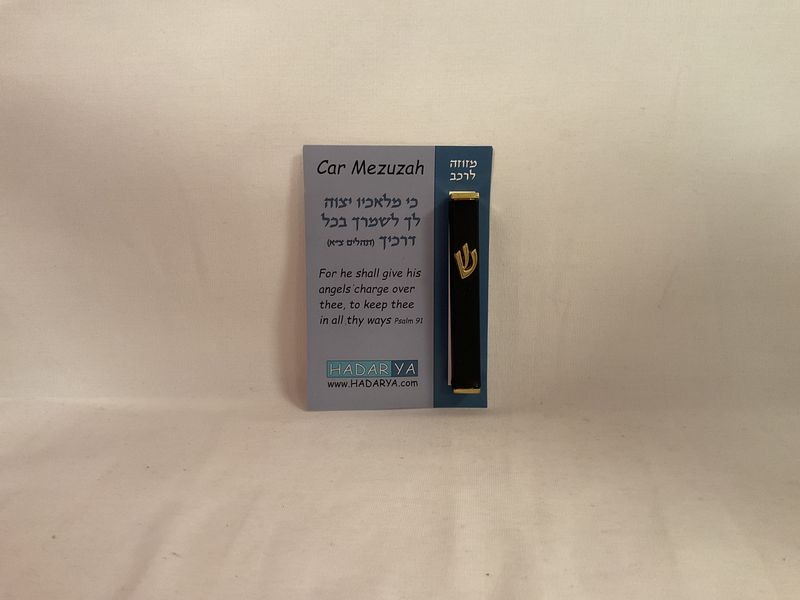 Car Mezuzah
כי מלאכיו יצוה
לך לשמרך בכל
דרכיך (תהלים צ״א)
For he shall give his
angels charge over
thee, to keep thee
in all thy ways Psalm 91
HADARYA
www.HADARYA.com
מזוזה
לרכב
ש